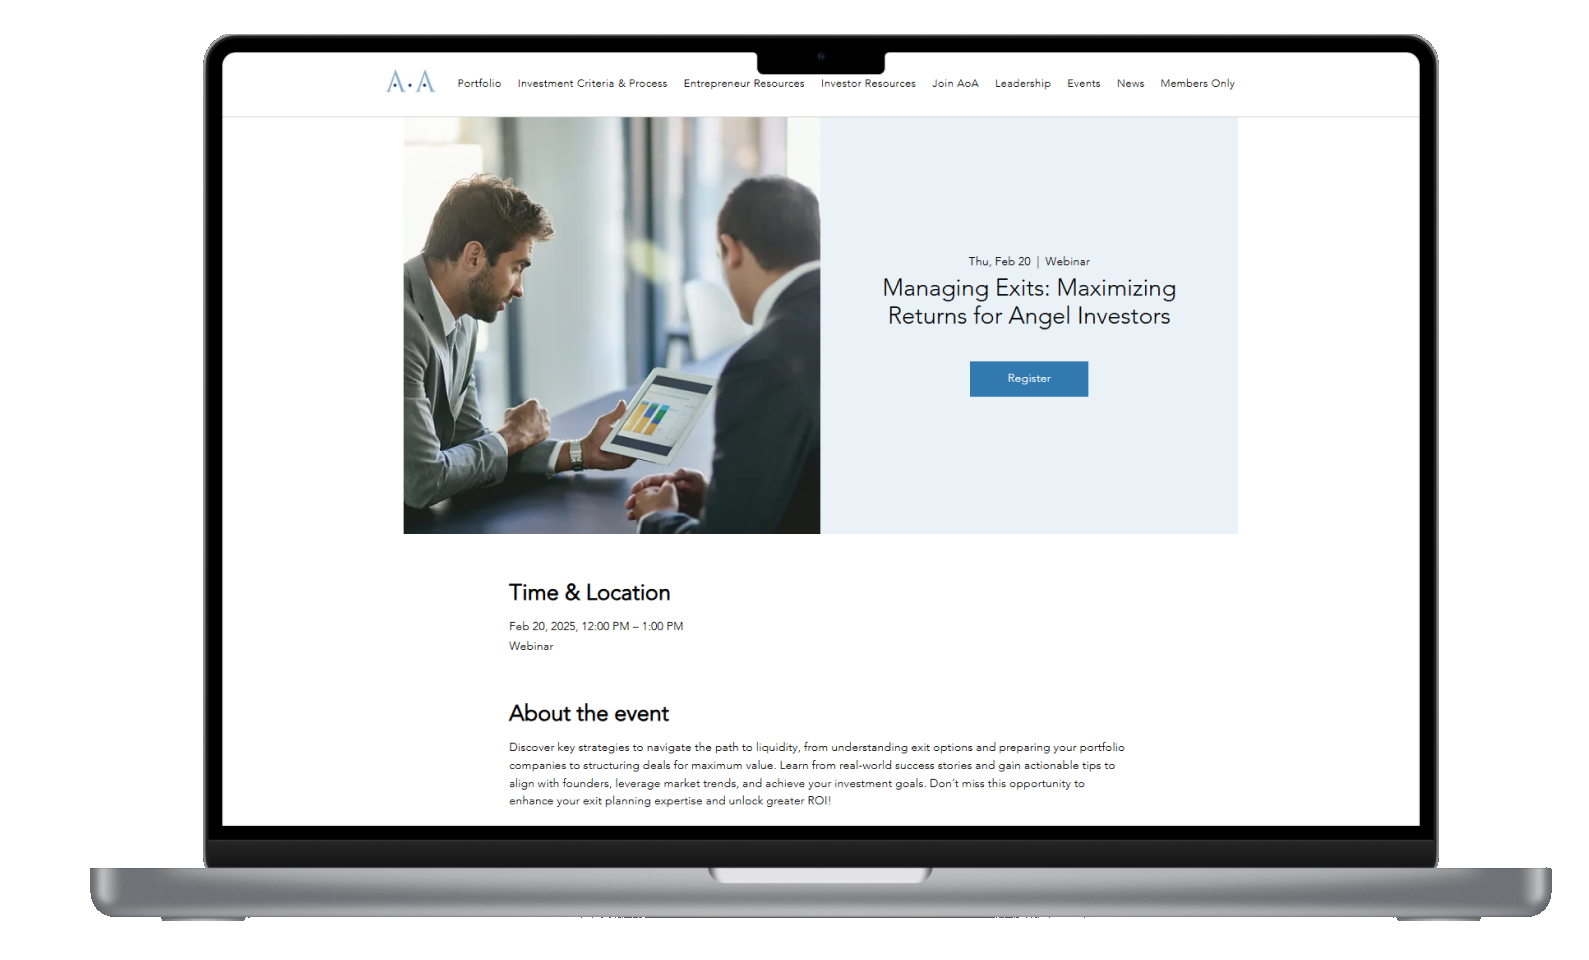 A.A Portfolio Investment Criteria & Process Entrepreneur Resources Investor Resources Join AoA Leadership Events News Members Only
Thu, Feb 20 | Webinar
Managing Exits: Maximizing
Returns for Angel Investors
Register
Time & Location
Feb 20, 2025, 12:00 PM – 1:00 PM
Webinar
About the event
Discover key strategies to navigate the path to liquidity, from understanding exit options and preparing your portfolio
companies to structuring deals for maximum value. Learn from real-world success stories and gain actionable tips to
align with founders, leverage market trends, and achieve your investment goals. Don't miss this opportunity to
enhance your exit planning expertise and unlock greater ROI!